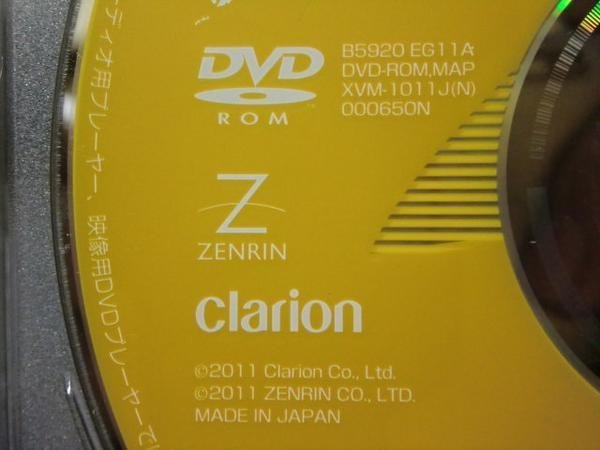 DVD
ROM
B5920 EG11A
DVD-ROM,MAP
XVM-1011J(N)
000650N
ZENRIN
Clarion
©2011 Clarion Co., Ltd.
©2011 ZENRIN CO., LTD.
MADE IN JAPAN
ーディオ用プレーヤー、映像用DVDプレーヤーで